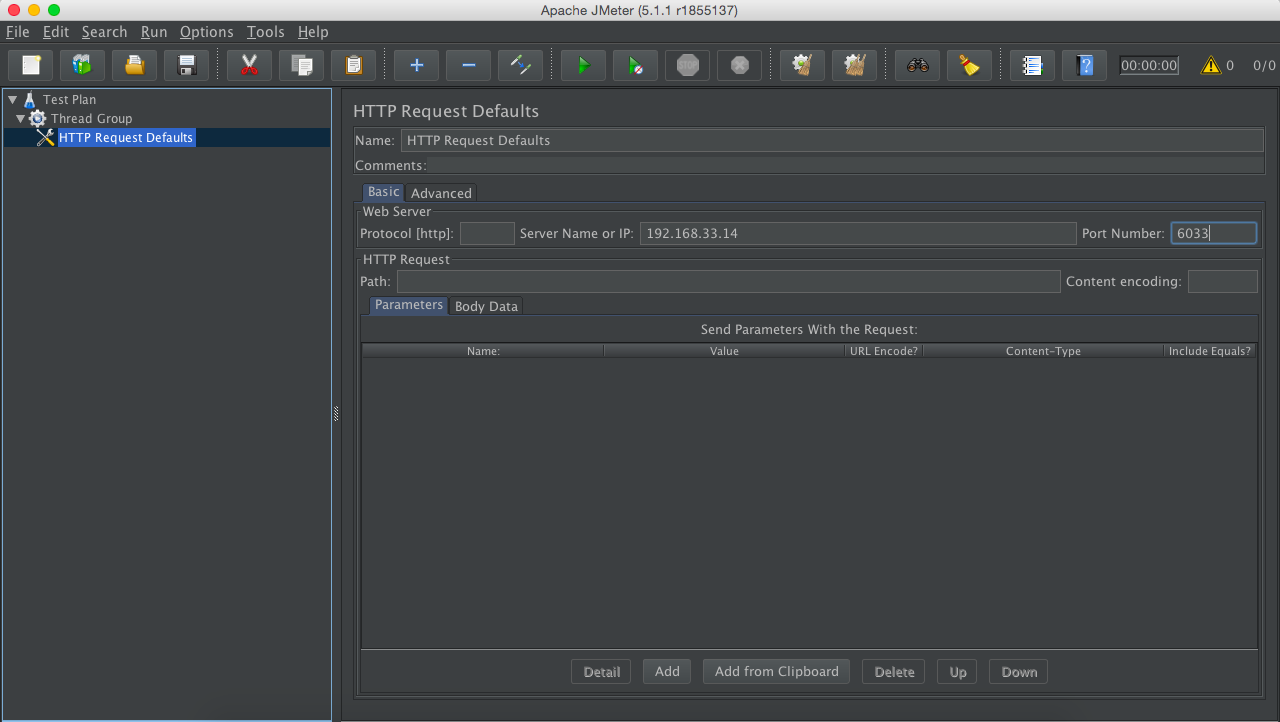 Apache JMeter (5.1.1 r1855137)
File Edit Search Run Options Tools Help
STOP 00:00:00 0 0/0
Test Plan
Thread Group
HTTP Request Defaults
HTTP Request Defaults
Name: HTTP Request Defaults
Comments:
Basic Advanced
Web Server
Protocol [http]: Server Name or IP: 192.168.33.14 Port Number: 6033
HTTP Request
Path: Content encoding:
Parameters Body Data
Send Parameters With the Request:
Name: Value URL Encode? Content-Type Include Equals?
Detail Add Add from Clipboard Delete Up Down